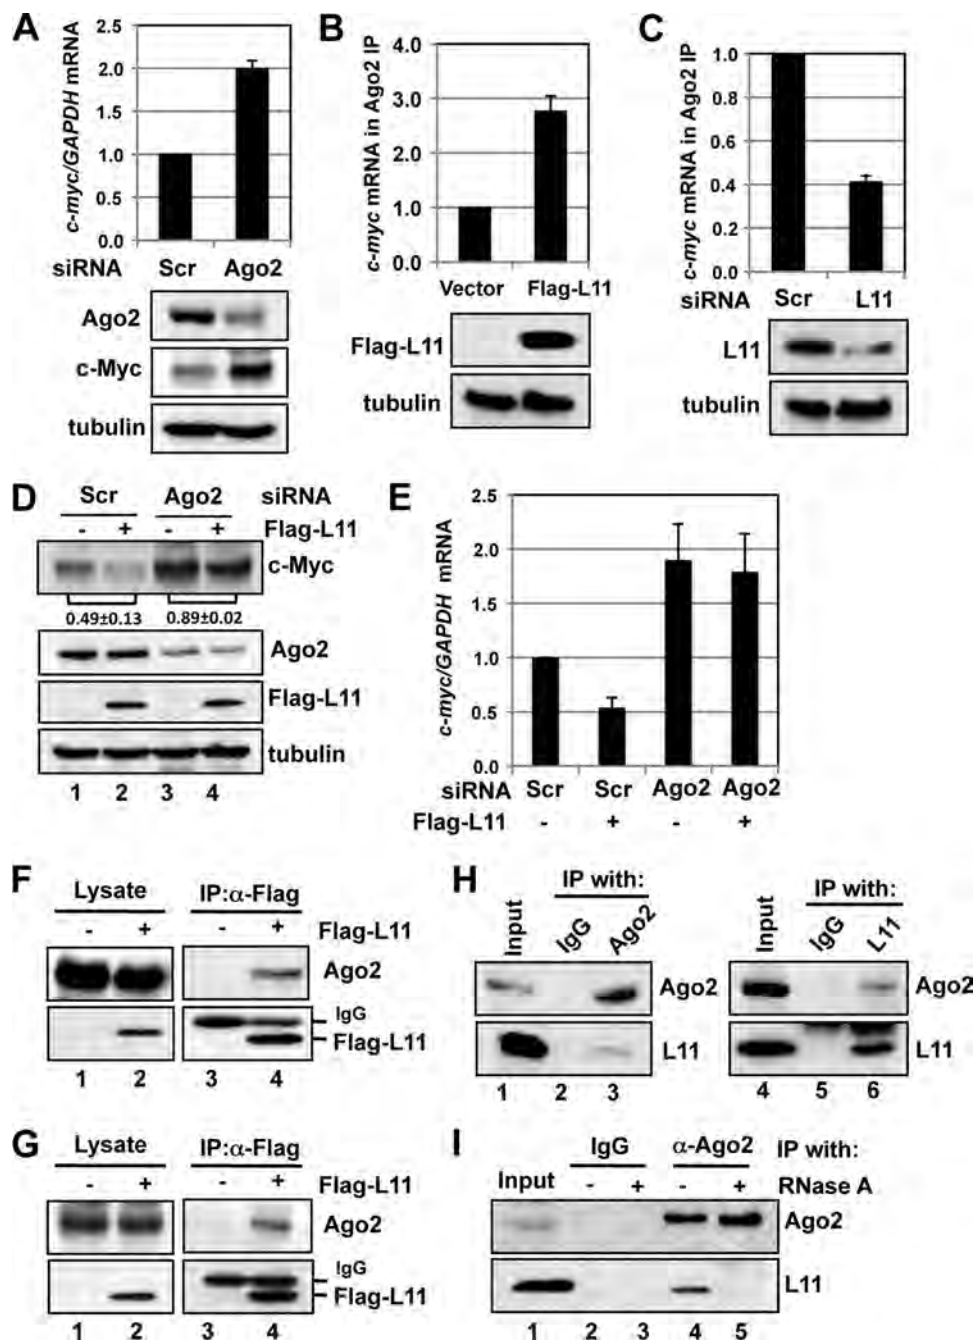 A
c-myc/GAPDH mRNA
2.5
2.0
1.5
1.0
0.5
0.0
siRNA Scr Ago2
Ago2
c-Myc
tubulin
B
c-myc mRNA in Ago2 IP
4.0
3.0
2.0
1.0
0.0
Vector Flag-L11
Flag-L11
tubulin
C
c-myc mRNA in Ago2 IP
1.0
0.8
0.6
0.4
0.2
0.0
siRNA Scr L11
L11
tubulin
D
Scr Ago2 siRNA
- + - + Flag-L11
c-Myc
0.49±0.13 0.89±0.02
Ago2
Flag-L11
tubulin
1 2 3 4
E
c-myc/GAPDH mRNA
2.5
2.0
1.5
1.0
0.5
0.0
siRNA Scr Scr Ago2 Ago2
Flag-L11 - + - +
F
Lysate IP:α-Flag
- + - + Flag-L11
Ago2
IgG
Flag-L11
1 2 3 4
G
Lysate IP:α-Flag
- + - + Flag-L11
Ago2
IgG
Flag-L11
1 2 3 4
H
IP with:
Input IgG Ago2
Ago2
L11
1 2 3
IP with:
Input IgG L11
Ago2
L11
4 5 6
I
IgG α-Ago2 IP with:
Input - + - + RNase A
Ago2
L11
1 2 3 4 5